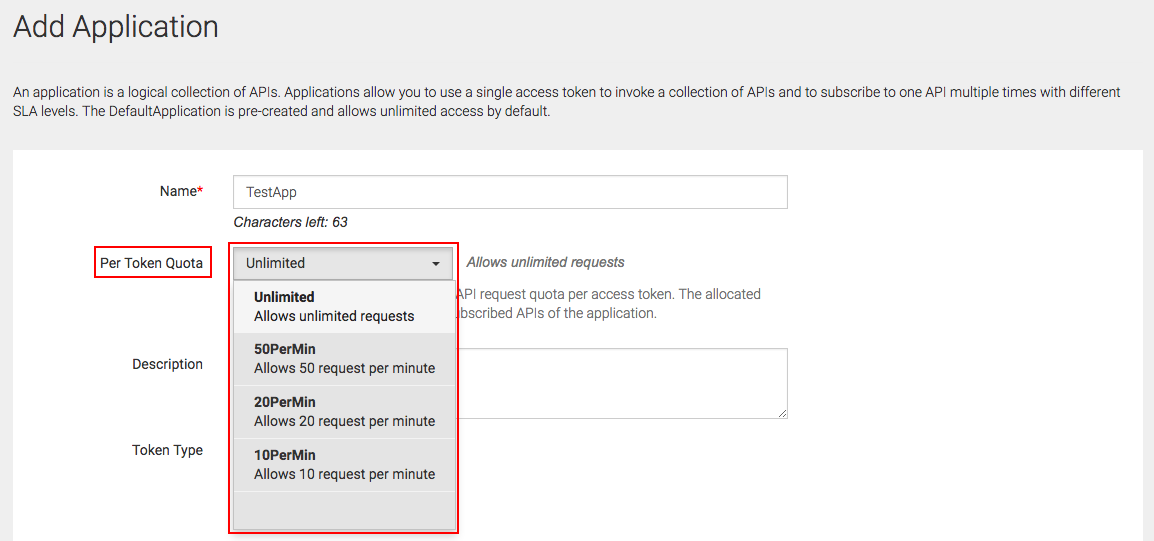 Add Application
An application is a logical collection of APIs. Applications allow you to use a single access token to invoke a collection of APIs and to subscribe to one API multiple times with different
SLA levels. The DefaultApplication is pre-created and allows unlimited access by default.
Name*
TestApp
Characters left: 63
Per Token Quota
Unlimited
Allows unlimited requests
Unlimited
Allows unlimited requests
API request quota per access token. The allocated
subscribed APIs of the application.
50PerMin
Allows 50 request per minute
Description
20PerMin
Allows 20 request per minute
Token Type
10PerMin
Allows 10 request per minute